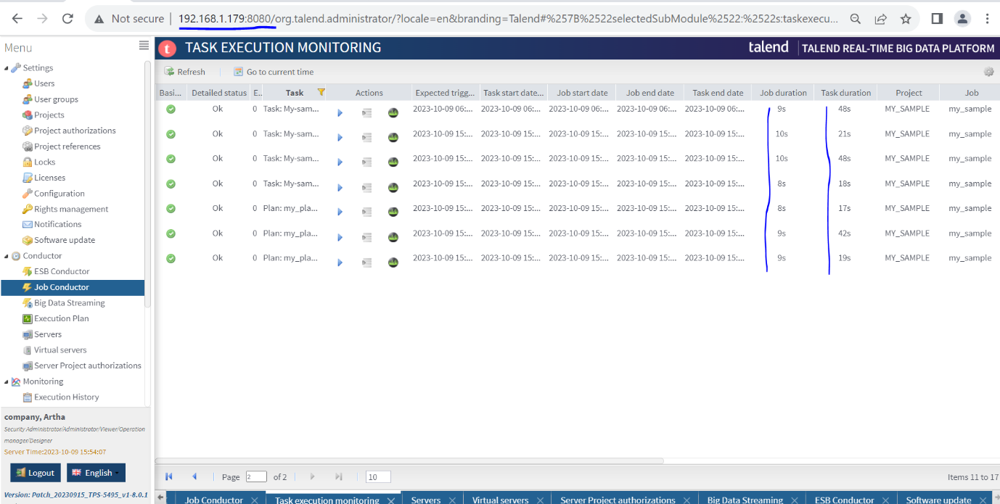 Not secure | 192.168.1.179:8080/org.talend.administrator/?locale=en&branding=Talend#%257B%2522selectedSubModule%2522:%2522s:taskexecu...
Menu
t TASK EXECUTION MONITORING
talend | TALEND REAL-TIME BIG DATA PLATFORM
Refresh
Go to current time
Basi... Detailed status E.. Task Actions Expected trigg... Task start date... Job start date Job end date Task end date Job duration Task duration Project Job
Ok 0 Task: My-sam... 2023-10-09 06:... 2023-10-09 06:... 2023-10-09 06:... 2023-10-09 06:... 2023-10-09 06:... 9s 48s MY_SAMPLE my_sample
Ok 0 Task: My-sam... 2023-10-09 15:... 2023-10-09 15:... 2023-10-09 15:... 2023-10-09 15:... 2023-10-09 15:... 10s 21s MY_SAMPLE my_sample
Ok 0 Task: My-sam... 2023-10-09 15:... 2023-10-09 15:... 2023-10-09 15:... 2023-10-09 15:... 2023-10-09 15:... 10s 48s MY_SAMPLE my_sample
Ok 0 Task: My-sam... 2023-10-09 15:... 2023-10-09 15:... 2023-10-09 15:... 2023-10-09 15:... 2023-10-09 15:... 8s 18s MY_SAMPLE my_sample
Ok 0 Plan: my_pla... 2023-10-09 15:... 2023-10-09 15:... 2023-10-09 15:... 2023-10-09 15:... 2023-10-09 15:... 8s 17s MY_SAMPLE my_sample
Ok 0 Plan: my_pla... 2023-10-09 15:... 2023-10-09 15:... 2023-10-09 15:... 2023-10-09 15:... 2023-10-09 15:... 9s 42s MY_SAMPLE my_sample
Ok 0 Plan: my_pla... 2023-10-09 15:... 2023-10-09 15:... 2023-10-09 15:... 2023-10-09 15:... 2023-10-09 15:... 9s 19s MY_SAMPLE my_sample
Settings
Users
User groups
Projects
Project authorizations
Project references
Locks
Licenses
Configuration
Rights management
Notifications
Software update
Conductor
ESB Conductor
Job Conductor
Big Data Streaming
Execution Plan
Servers
Virtual servers
Server Project authorizations
Monitoring
Execution History
company, Artha
Security Administrator/Administrator/Viewer/Operation
manager/Designer
Server Time:2023-10-09 15:54:07
Logout
English
Version: Patch_20230915_TPS-5495_v1-8.0.1
Page 2 of 2
10
Items 11 to 17
Job Conductor Task execution monitoring Servers Virtual servers Server Project authorizations Big Data Streaming ESB Conductor Software update